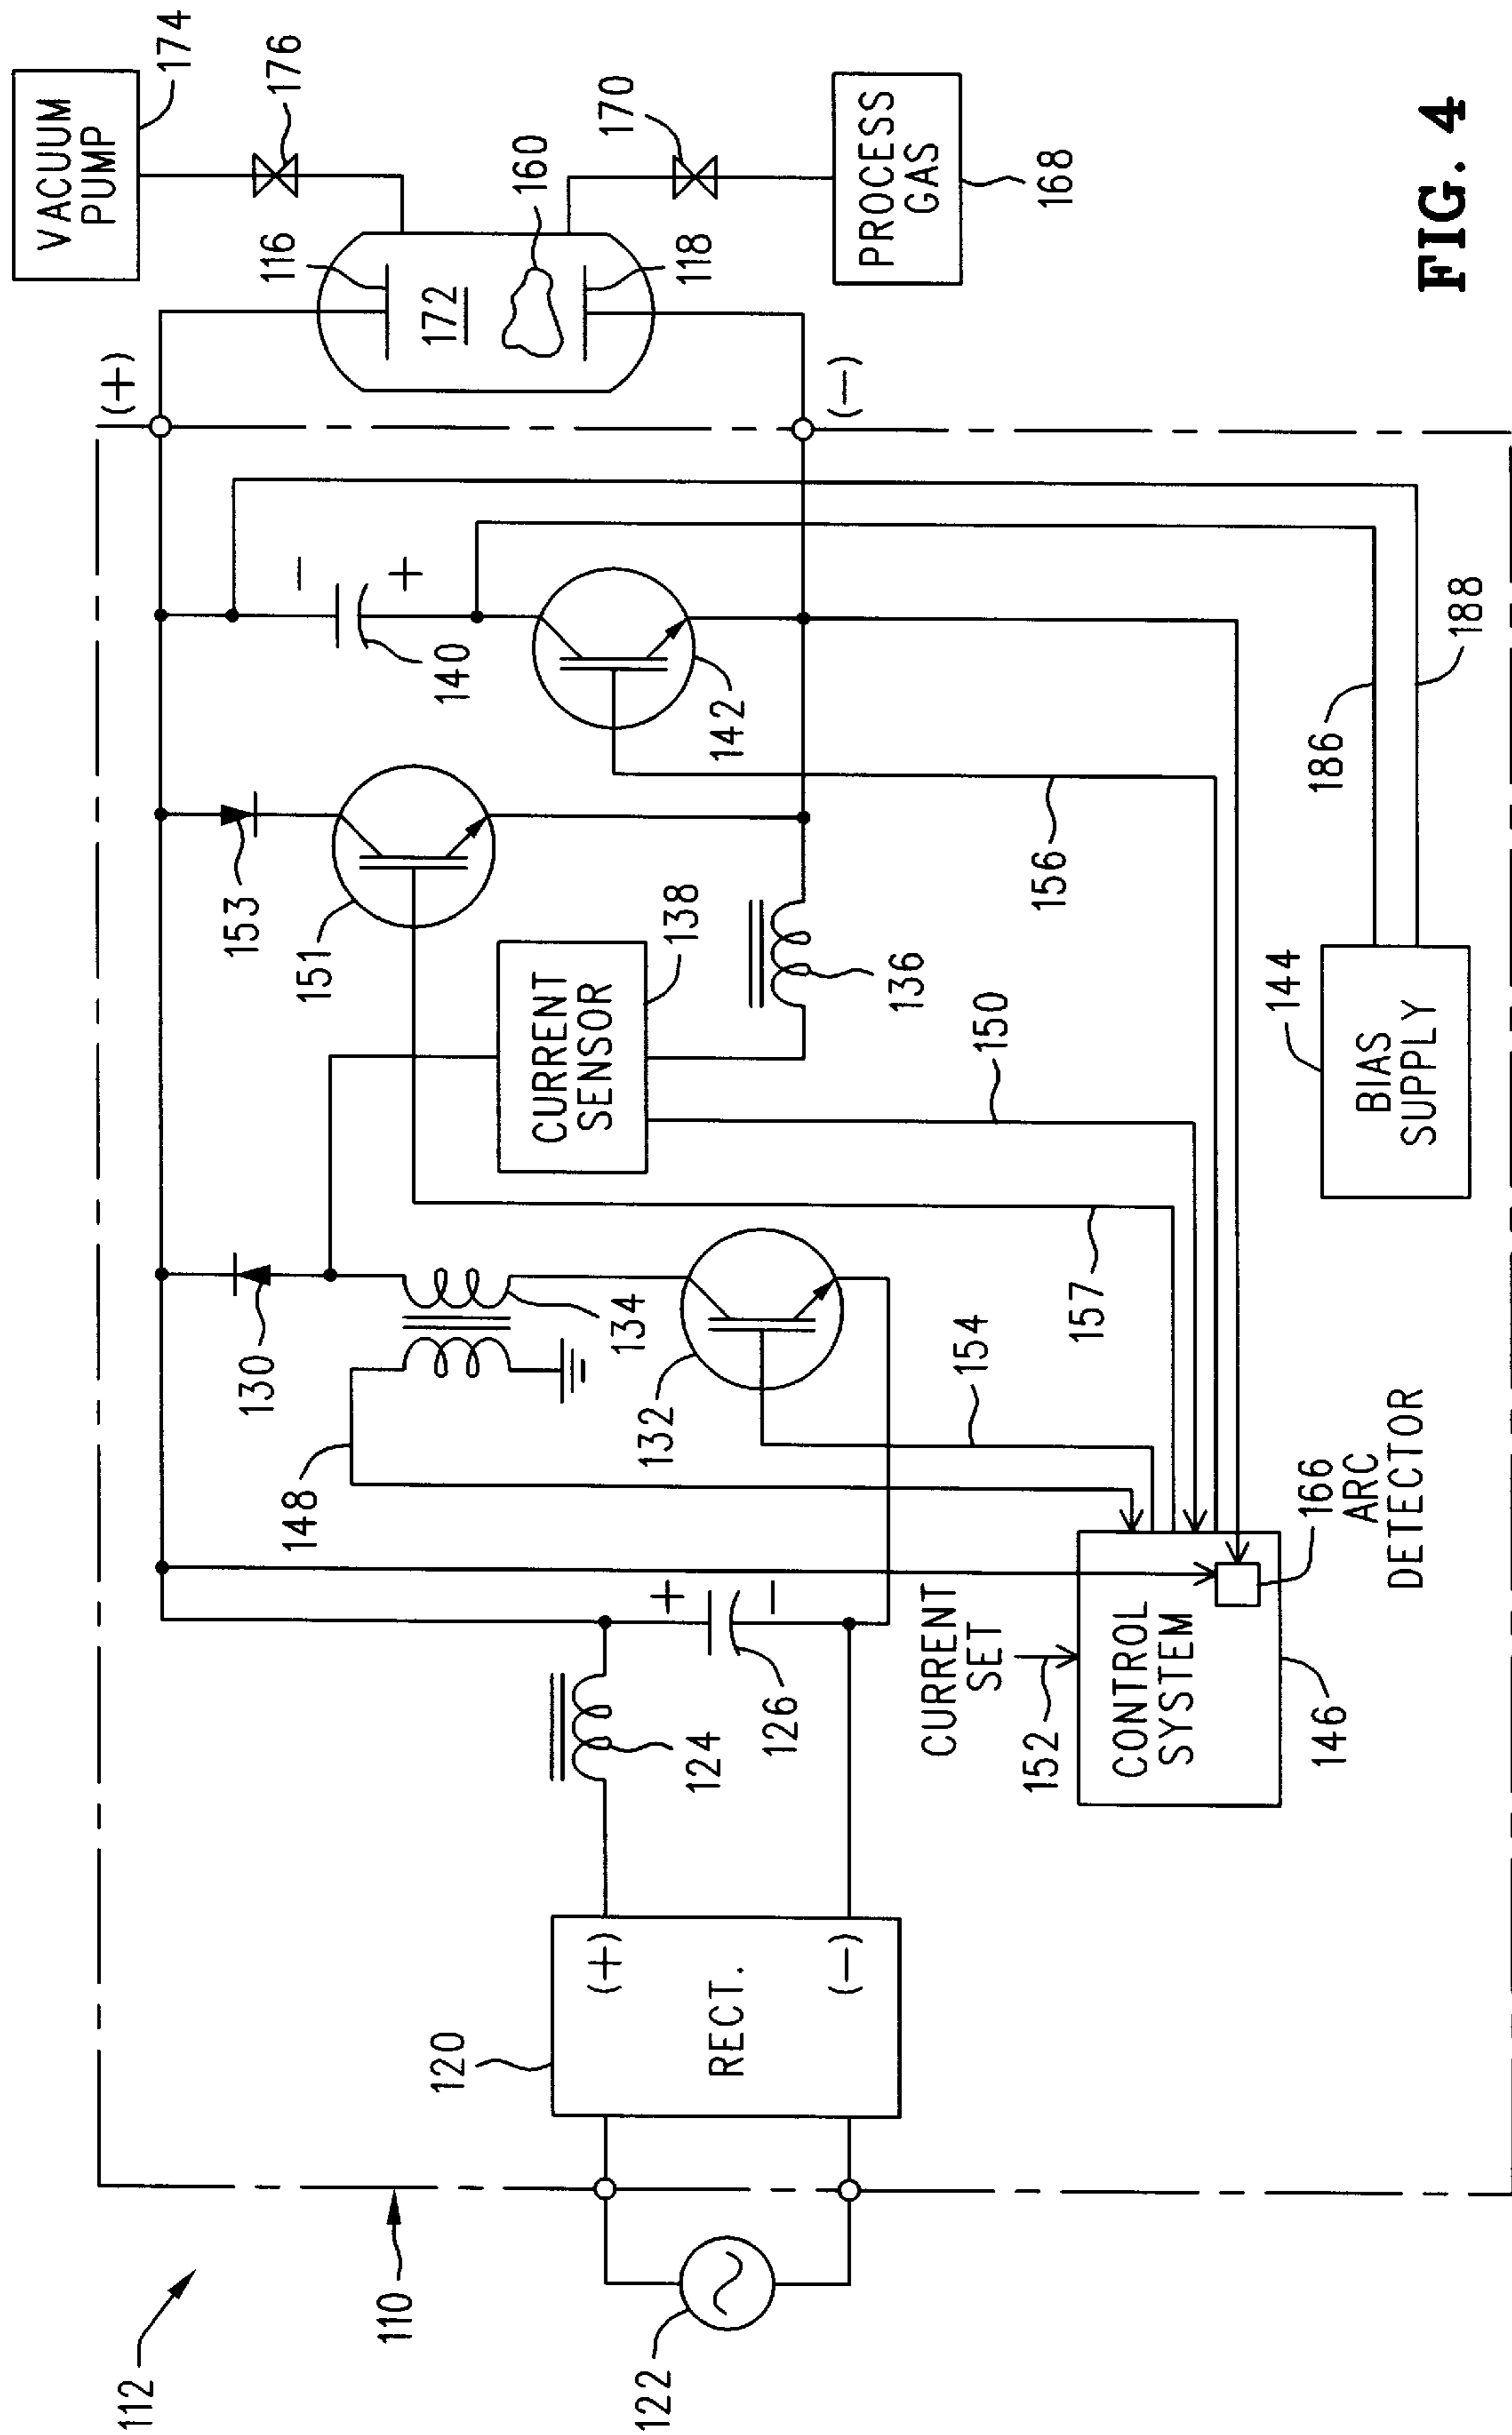 112
110
122
120
RECT.
(+)
(–)
124
126
+
–
148
130
134
132
154
157
CURRENT
SET
152
CONTROL
SYSTEM
146
166
ARC
DETECTOR
153
151
CURRENT
SENSOR
138
136
150
–
+
140
142
156
144
BIAS
SUPPLY
186
188
(+)
(–)
116
172
160
118
VACUUM
PUMP
174
176
170
PROCESS
GAS
168
FIG. 4